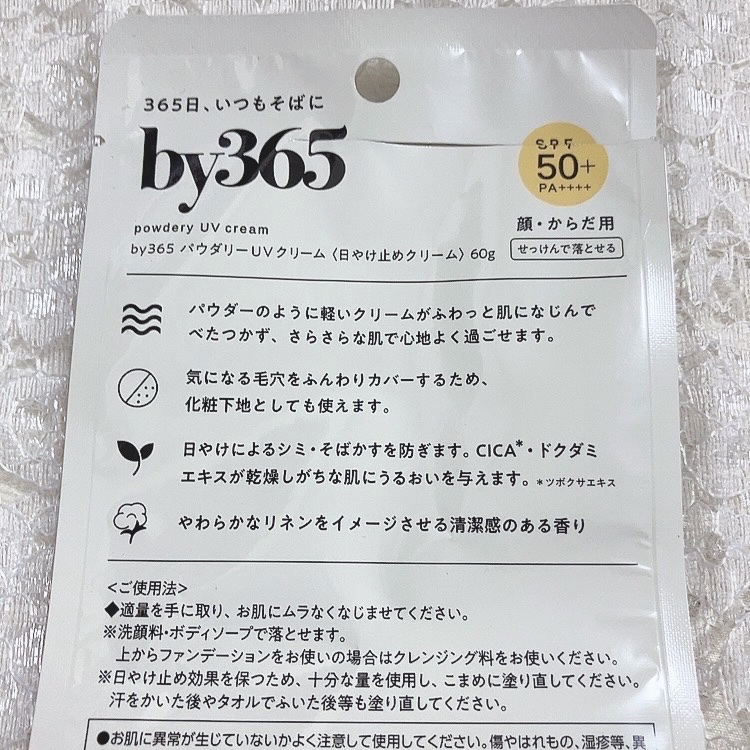 365日、いつもそばに
by365
SPF
50+
PA++++
powdery UV cream
by365 パウダリーUVクリーム〈日やけ止めクリーム〉60g
顔・からだ用
せっけんで落とせる
パウダーのように軽いクリームがふわっと肌になじんで
べたつかず、さらさらな肌で心地よく過ごせます。
気になる毛穴をふんわりカバーするため、
化粧下地としても使えます。
日やけによるシミ・そばかすを防ぎます。CICA*・ドクダミ
エキスが乾燥しがちな肌にうるおいを与えます。 *ツボクサエキス
やわらかなリネンをイメージさせる清潔感のある香り
<ご使用法>
◆適量を手に取り、お肌にムラなくなじませてください。
※洗顔料・ボディソープで落とせます。
上からファンデーションをお使いの場合はクレンジング料をお使いください。
※日やけ止め効果を保つため、十分な量を使用し、こまめに塗り直してください。
汗をかいた後やタオルでふいた後等も塗り直してください。
●お肌に異常が生じていないかよく注意して使用してください。傷やはれもの、湿疹等、異